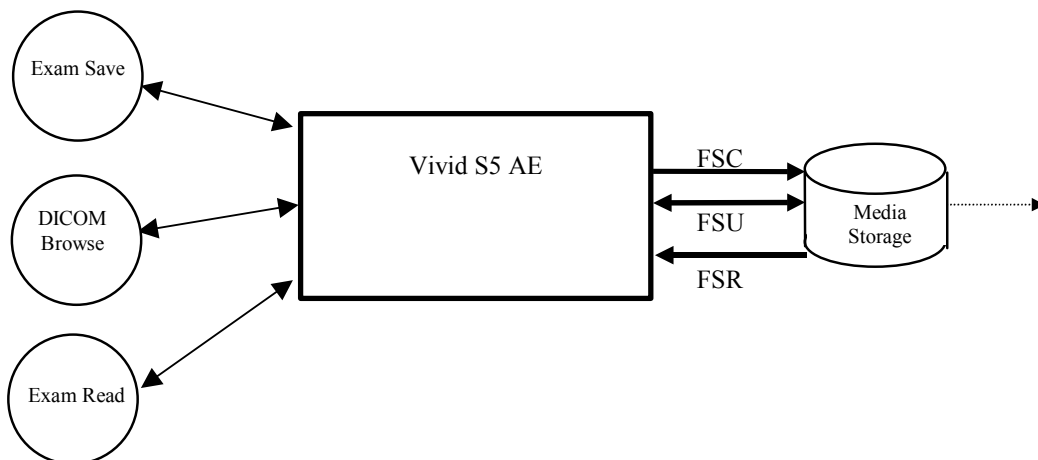 Exam Save
DICOM
Browse
Exam Read
Vivid S5 AE
FSC
FSU
FSR
Media
Storage